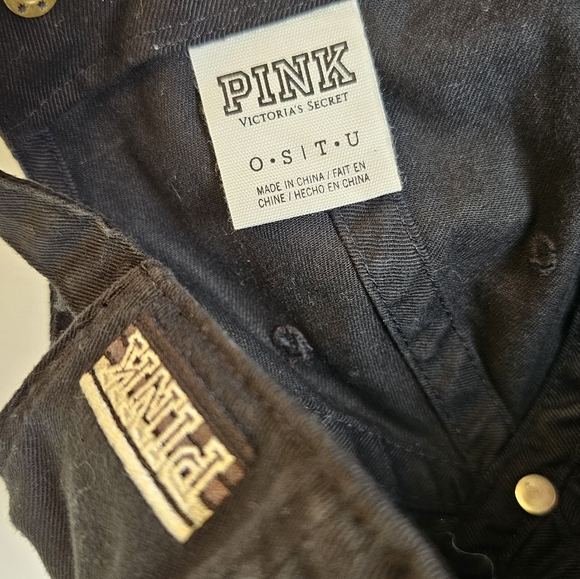 PINK
VICTORIA'S SECRET
O•S|T•U
MADE IN CHINA / FAIT EN
CHINE / HECHO EN CHINA
PINK